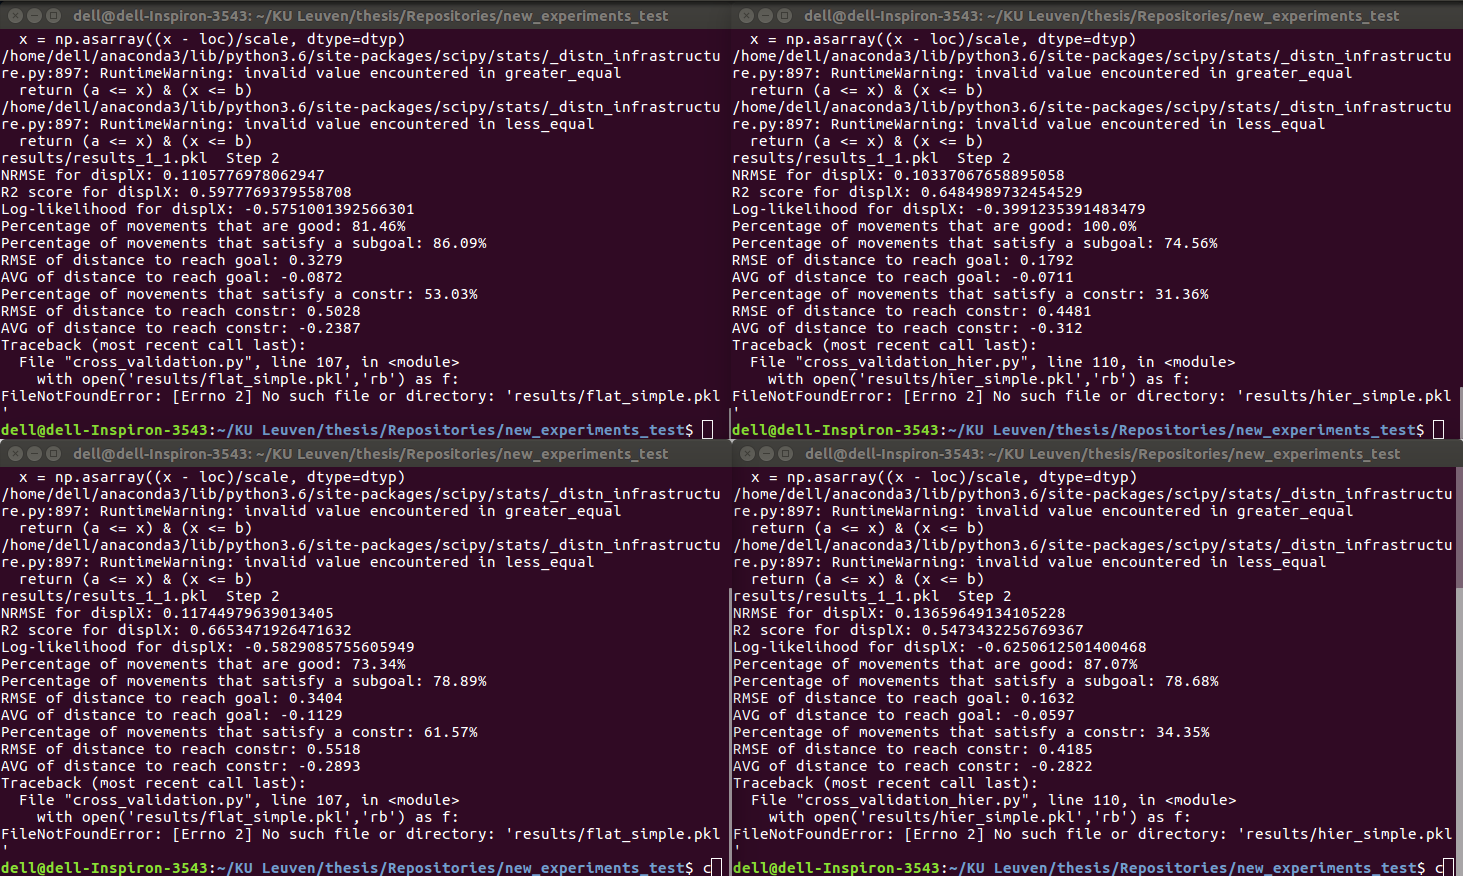 dell@dell-Inspiron-3543: ~/KU Leuven/thesis/Repositories/new_experiments_test
  x = np.asarray((x - loc)/scale, dtype=dtyp)
/home/dell/anaconda3/lib/python3.6/site-packages/scipy/stats/_distn_infrastructu
re.py:897: RuntimeWarning: invalid value encountered in greater_equal
  return (a <= x) & (x <= b)
/home/dell/anaconda3/lib/python3.6/site-packages/scipy/stats/_distn_infrastructu
re.py:897: RuntimeWarning: invalid value encountered in less_equal
  return (a <= x) & (x <= b)
results/results_1_1.pkl  Step 2
NRMSE for displX: 0.1105776978062947
R2 score for displX: 0.5977769379558708
Log-likelihood for displX: -0.5751001392566301
Percentage of movements that are good: 81.46%
Percentage of movements that satisfy a subgoal: 86.09%
RMSE of distance to reach goal: 0.3279
AVG of distance to reach goal: -0.0872
Percentage of movements that satisfy a constr: 53.03%
RMSE of distance to reach constr: 0.5028
AVG of distance to reach constr: -0.2387
Traceback (most recent call last):
  File "cross_validation.py", line 107, in <module>
    with open('results/flat_simple.pkl','rb') as f:
FileNotFoundError: [Errno 2] No such file or directory: 'results/flat_simple.pkl
'
dell@dell-Inspiron-3543:~/KU Leuven/thesis/Repositories/new_experiments_test$
dell@dell-Inspiron-3543: ~/KU Leuven/thesis/Repositories/new_experiments_test
  x = np.asarray((x - loc)/scale, dtype=dtyp)
/home/dell/anaconda3/lib/python3.6/site-packages/scipy/stats/_distn_infrastructu
re.py:897: RuntimeWarning: invalid value encountered in greater_equal
  return (a <= x) & (x <= b)
/home/dell/anaconda3/lib/python3.6/site-packages/scipy/stats/_distn_infrastructu
re.py:897: RuntimeWarning: invalid value encountered in less_equal
  return (a <= x) & (x <= b)
results/results_1_1.pkl  Step 2
NRMSE for displX: 0.10337067658895058
R2 score for displX: 0.6484989732454529
Log-likelihood for displX: -0.3991235391483479
Percentage of movements that are good: 100.0%
Percentage of movements that satisfy a subgoal: 74.56%
RMSE of distance to reach goal: 0.1792
AVG of distance to reach goal: -0.0711
Percentage of movements that satisfy a constr: 31.36%
RMSE of distance to reach constr: 0.4481
AVG of distance to reach constr: -0.312
Traceback (most recent call last):
  File "cross_validation_hier.py", line 110, in <module>
    with open('results/hier_simple.pkl','rb') as f:
FileNotFoundError: [Errno 2] No such file or directory: 'results/hier_simple.pkl
'
dell@dell-Inspiron-3543:~/KU Leuven/thesis/Repositories/new_experiments_test$
dell@dell-Inspiron-3543: ~/KU Leuven/thesis/Repositories/new_experiments_test
  x = np.asarray((x - loc)/scale, dtype=dtyp)
/home/dell/anaconda3/lib/python3.6/site-packages/scipy/stats/_distn_infrastructu
re.py:897: RuntimeWarning: invalid value encountered in greater_equal
  return (a <= x) & (x <= b)
/home/dell/anaconda3/lib/python3.6/site-packages/scipy/stats/_distn_infrastructu
re.py:897: RuntimeWarning: invalid value encountered in less_equal
  return (a <= x) & (x <= b)
results/results_1_1.pkl  Step 2
NRMSE for displX: 0.11744979639013405
R2 score for displX: 0.6653471926471632
Log-likelihood for displX: -0.5829085755605949
Percentage of movements that are good: 73.34%
Percentage of movements that satisfy a subgoal: 78.89%
RMSE of distance to reach goal: 0.3404
AVG of distance to reach goal: -0.1129
Percentage of movements that satisfy a constr: 61.57%
RMSE of distance to reach constr: 0.5518
AVG of distance to reach constr: -0.2893
Traceback (most recent call last):
  File "cross_validation.py", line 107, in <module>
    with open('results/flat_simple.pkl','rb') as f:
FileNotFoundError: [Errno 2] No such file or directory: 'results/flat_simple.pkl
'
dell@dell-Inspiron-3543:~/KU Leuven/thesis/Repositories/new_experiments_test$ c
dell@dell-Inspiron-3543: ~/KU Leuven/thesis/Repositories/new_experiments_test
  x = np.asarray((x - loc)/scale, dtype=dtyp)
/home/dell/anaconda3/lib/python3.6/site-packages/scipy/stats/_distn_infrastructu
re.py:897: RuntimeWarning: invalid value encountered in greater_equal
  return (a <= x) & (x <= b)
/home/dell/anaconda3/lib/python3.6/site-packages/scipy/stats/_distn_infrastructu
re.py:897: RuntimeWarning: invalid value encountered in less_equal
  return (a <= x) & (x <= b)
results/results_1_1.pkl  Step 2
NRMSE for displX: 0.13659649134105228
R2 score for displX: 0.5473432256769367
Log-likelihood for displX: -0.6250612501400468
Percentage of movements that are good: 87.07%
Percentage of movements that satisfy a subgoal: 78.68%
RMSE of distance to reach goal: 0.1632
AVG of distance to reach goal: -0.0597
Percentage of movements that satisfy a constr: 34.35%
RMSE of distance to reach constr: 0.4185
AVG of distance to reach constr: -0.2822
Traceback (most recent call last):
  File "cross_validation_hier.py", line 110, in <module>
    with open('results/hier_simple.pkl','rb') as f:
FileNotFoundError: [Errno 2] No such file or directory: 'results/hier_simple.pkl
'
dell@dell-Inspiron-3543:~/KU Leuven/thesis/Repositories/new_experiments_test$ c